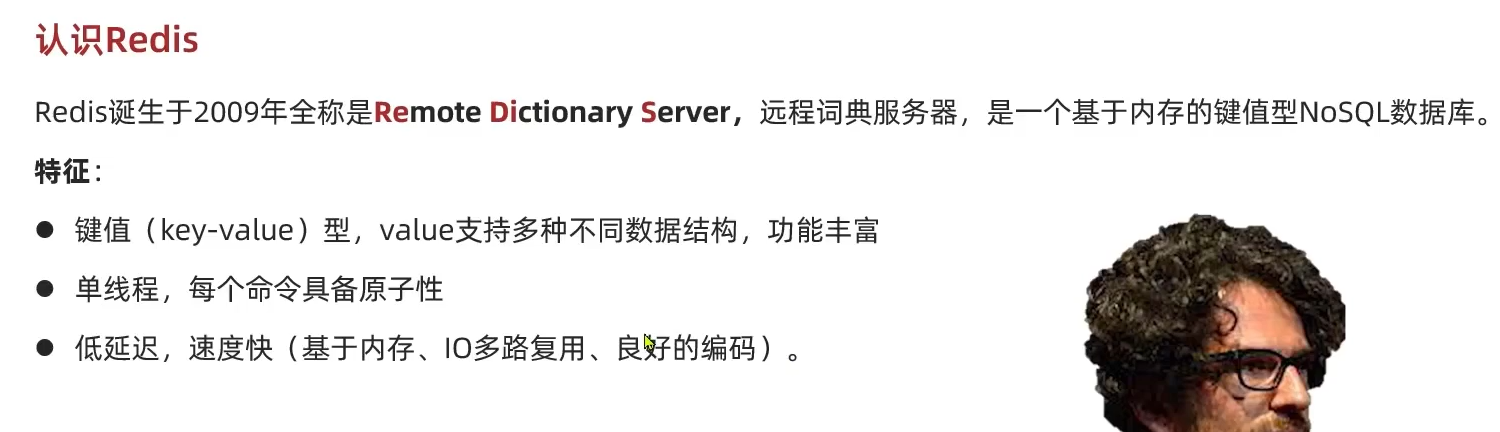 认识Redis
Redis诞生于2009年全称是Remote Dictionary Server，远程词典服务器，是一个基于内存的键值型NoSQL数据库。
特征：
● 键值（key-value）型，value支持多种不同数据结构，功能丰富
● 单线程，每个命令具备原子性
● 低延迟，速度快（基于内存、IO多路复用、良好的编码）。